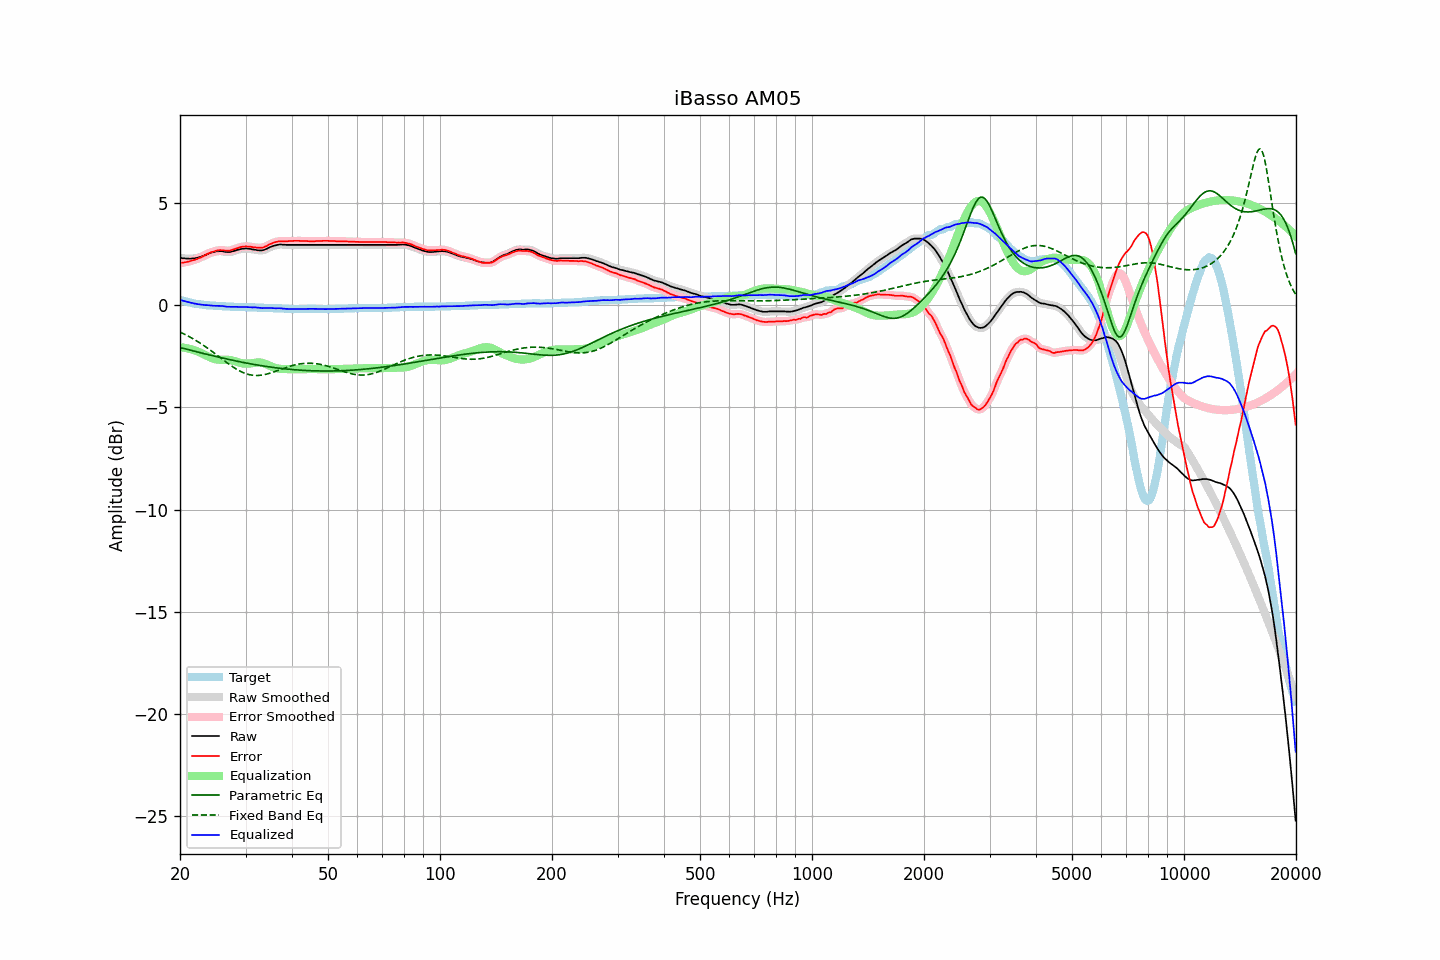 iBasso AM05
Amplitude (dBr)
5
0
−5
−10
−15
−20
−25
Target
Raw Smoothed
Error Smoothed
Raw
Error
Equalization
Parametric Eq
Fixed Band Eq
Equalized
20 50 100 200 500 1000 2000 5000 10000 20000
Frequency (Hz)